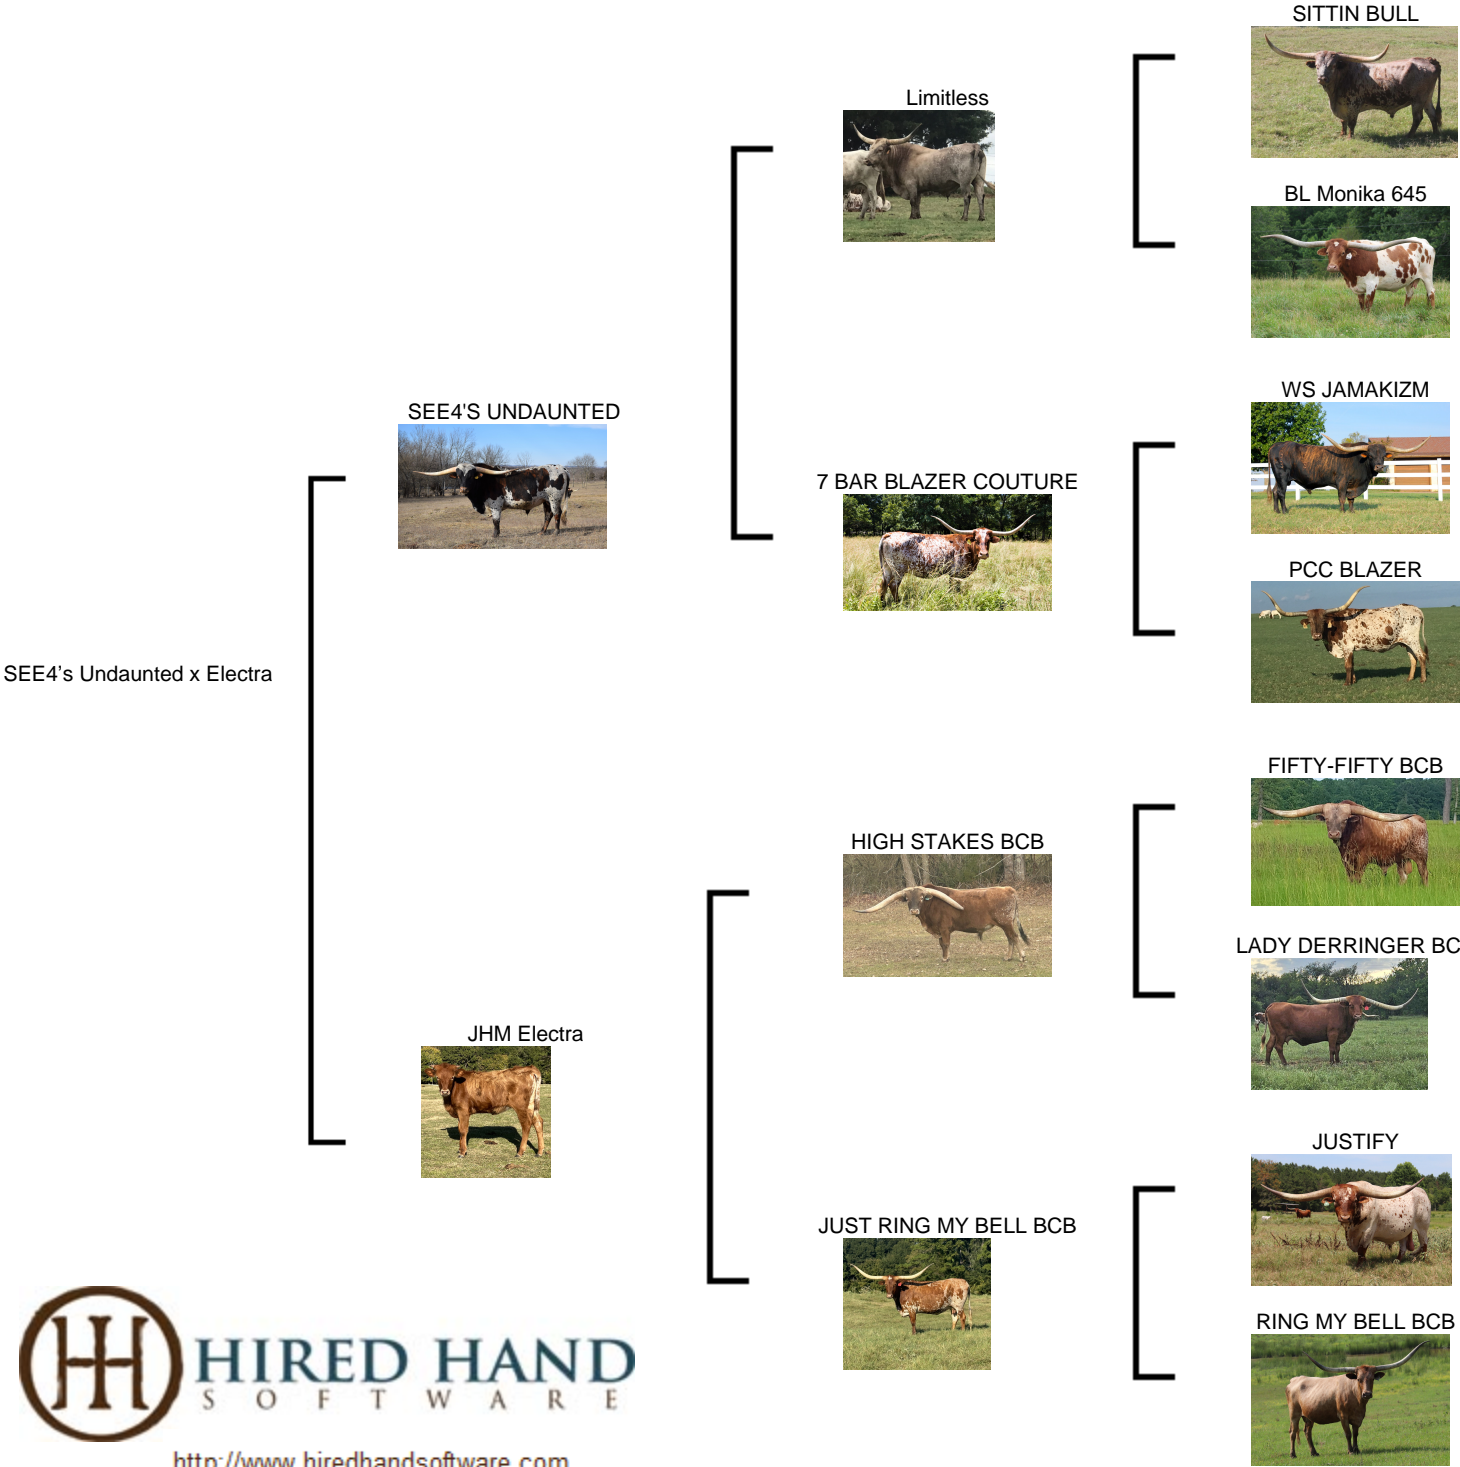 SITTIN BULL
Limitless
BL Monika 645
WS JAMAKIZM
SEE4'S UNDAUNTED
7 BAR BLAZER COUTURE
PCC BLAZER
SEE4's Undaunted x Electra
FIFTY-FIFTY BCB
HIGH STAKES BCB
LADY DERRINGER BC
JHM Electra
JUSTIFY
JUST RING MY BELL BCB
RING MY BELL BCB
HIRED HAND
SOFTWARE
http://www.hiredhandsoftware.com